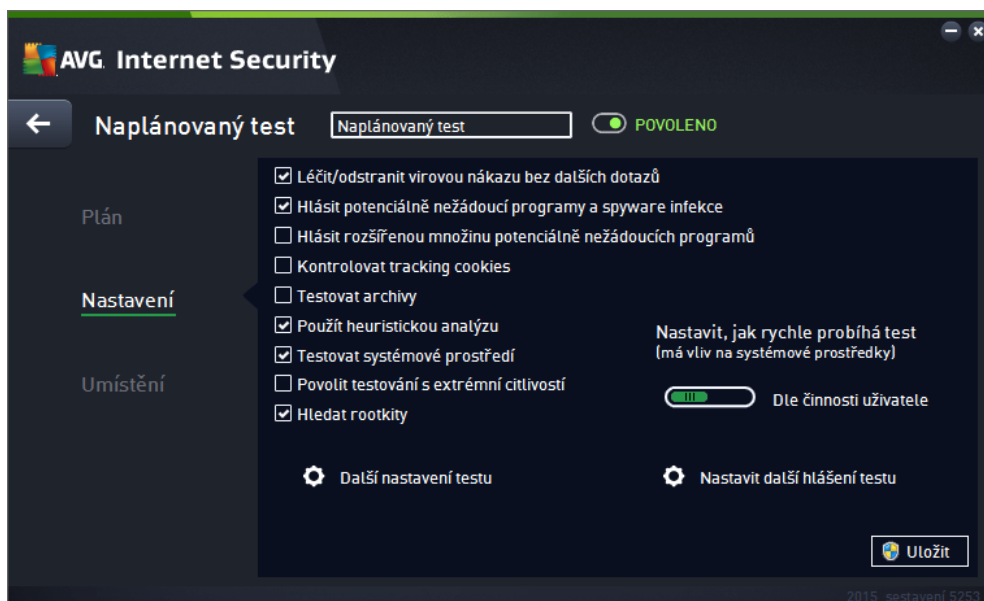 AVG. Internet Security
Naplánovaný test
Naplánovaný test
POVOLENO
Plán
Nastavení
Umístění
Léčit/odstranit virovou nákazu bez dalších dotazů
Hlásit potenciálně nežádoucí programy a spyware infekce
Hlásit rozšířenou množinu potenciálně nežádoucích programů
Kontrolovat tracking cookies
Testovat archivy
Použít heuristickou analýzu
Testovat systémové prostředí
Povolit testování s extrémní citlivostí
Hledat rootkity
Nastavit, jak rychle probíhá test
(má vliv na systémové prostředky)
Dle činnosti uživatele
Další nastavení testu
Nastavit další hlášení testu
Uložit
2015. sestavení 5253